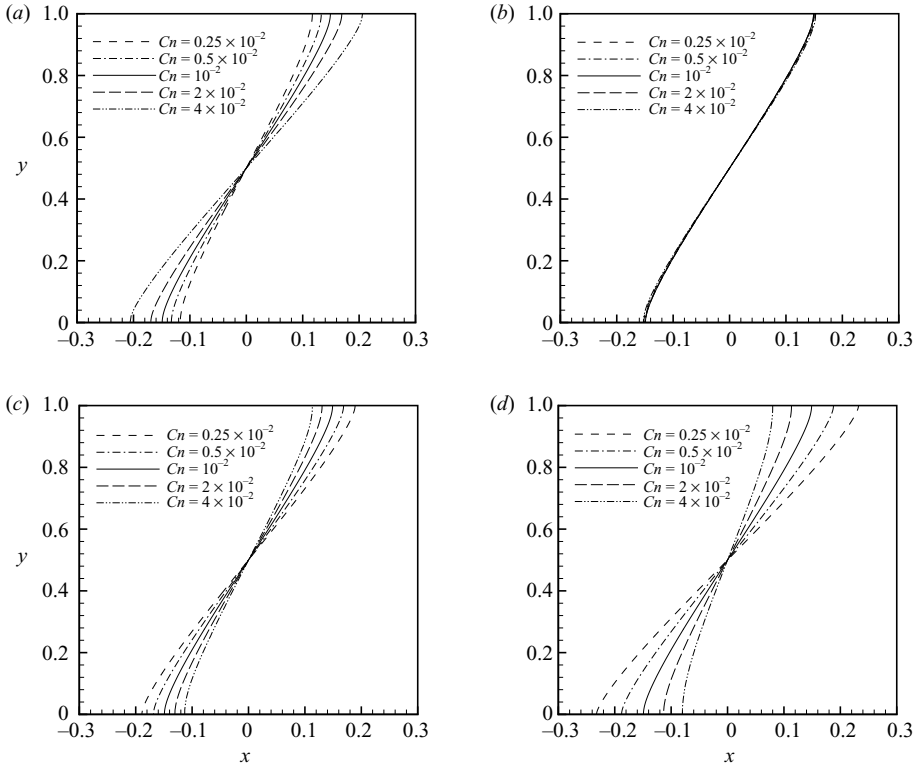 (a)
1.0
0.8
0.6
y
0.4
0.2
0
–0.3 –0.2 –0.1 0 0.1 0.2 0.3
Cn = 0.25 × 10⁻²
Cn = 0.5 × 10⁻²
Cn = 10⁻²
Cn = 2 × 10⁻²
Cn = 4 × 10⁻²
(b)
1.0
0.8
0.6
0.4
0.2
0
–0.3 –0.2 –0.1 0 0.1 0.2 0.3
Cn = 0.25 × 10⁻²
Cn = 0.5 × 10⁻²
Cn = 10⁻²
Cn = 2 × 10⁻²
Cn = 4 × 10⁻²
(c)
1.0
0.8
0.6
y
0.4
0.2
0
–0.3 –0.2 –0.1 0 0.1 0.2 0.3
x
Cn = 0.25 × 10⁻²
Cn = 0.5 × 10⁻²
Cn = 10⁻²
Cn = 2 × 10⁻²
Cn = 4 × 10⁻²
(d)
1.0
0.8
0.6
0.4
0.2
0
–0.3 –0.2 –0.1 0 0.1 0.2 0.3
x
Cn = 0.25 × 10⁻²
Cn = 0.5 × 10⁻²
Cn = 10⁻²
Cn = 2 × 10⁻²
Cn = 4 × 10⁻²